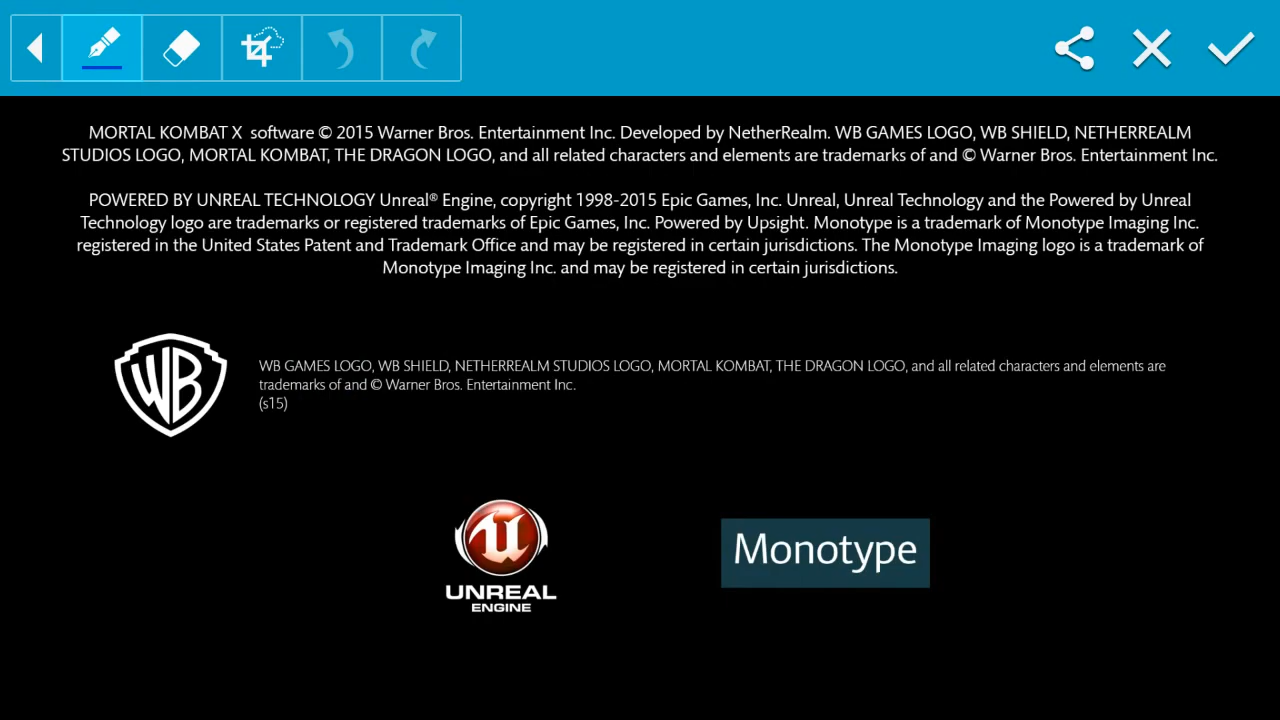 MORTAL KOMBAT X  software © 2015 Warner Bros. Entertainment Inc. Developed by NetherRealm. WB GAMES LOGO, WB SHIELD, NETHERREALM
STUDIOS LOGO, MORTAL KOMBAT, THE DRAGON LOGO, and all related characters and elements are trademarks of and © Warner Bros. Entertainment Inc.
POWERED BY UNREAL TECHNOLOGY Unreal® Engine, copyright 1998-2015 Epic Games, Inc. Unreal, Unreal Technology and the Powered by Unreal
Technology logo are trademarks or registered trademarks of Epic Games, Inc. Powered by Upsight. Monotype is a trademark of Monotype Imaging Inc.
registered in the United States Patent and Trademark Office and may be registered in certain jurisdictions. The Monotype Imaging logo is a trademark of
Monotype Imaging Inc. and may be registered in certain jurisdictions.
WB
WB GAMES LOGO, WB SHIELD, NETHERREALM STUDIOS LOGO, MORTAL KOMBAT, THE DRAGON LOGO, and all related characters and elements are
trademarks of and © Warner Bros. Entertainment Inc.
(s15)
UNREAL
ENGINE
Monotype